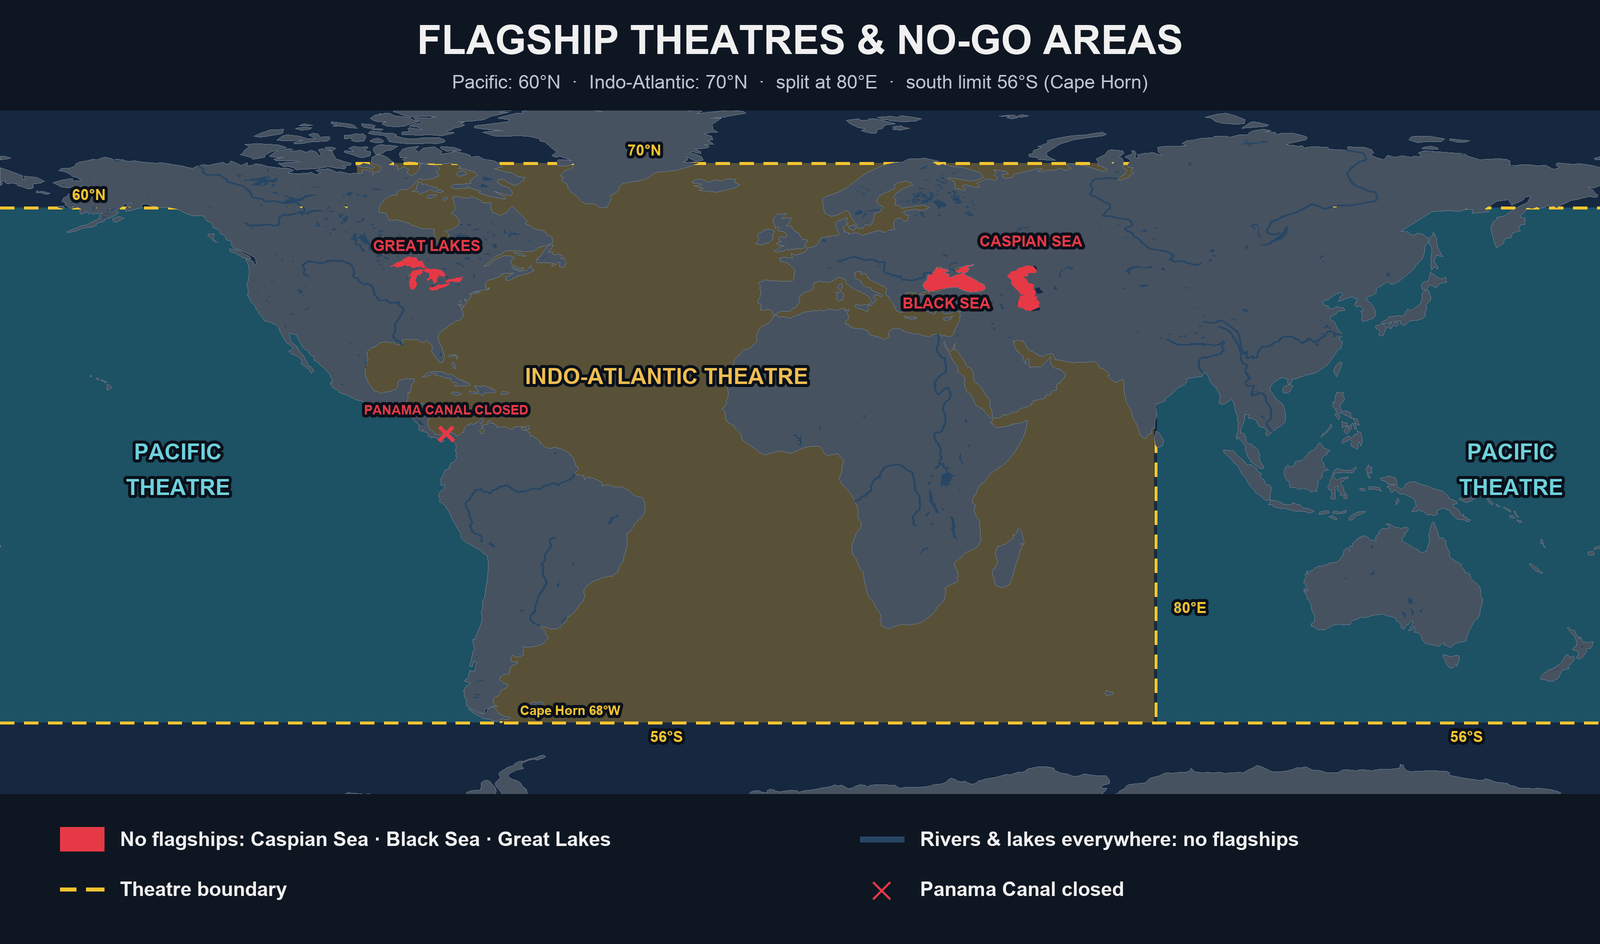 FLAGSHIP THEATRES & NO-GO AREAS
Pacific: 60°N · Indo-Atlantic: 70°N · split at 80°E · south limit 56°S (Cape Horn)
70°N
60°N
GREAT LAKES
CASPIAN SEA
BLACK SEA
INDO-ATLANTIC THEATRE
PANAMA CANAL CLOSED
PACIFIC
THEATRE
PACIFIC
THEATRE
80°E
Cape Horn 68°W
56°S
56°S
No flagships: Caspian Sea · Black Sea · Great Lakes
Rivers & lakes everywhere: no flagships
Theatre boundary
Panama Canal closed